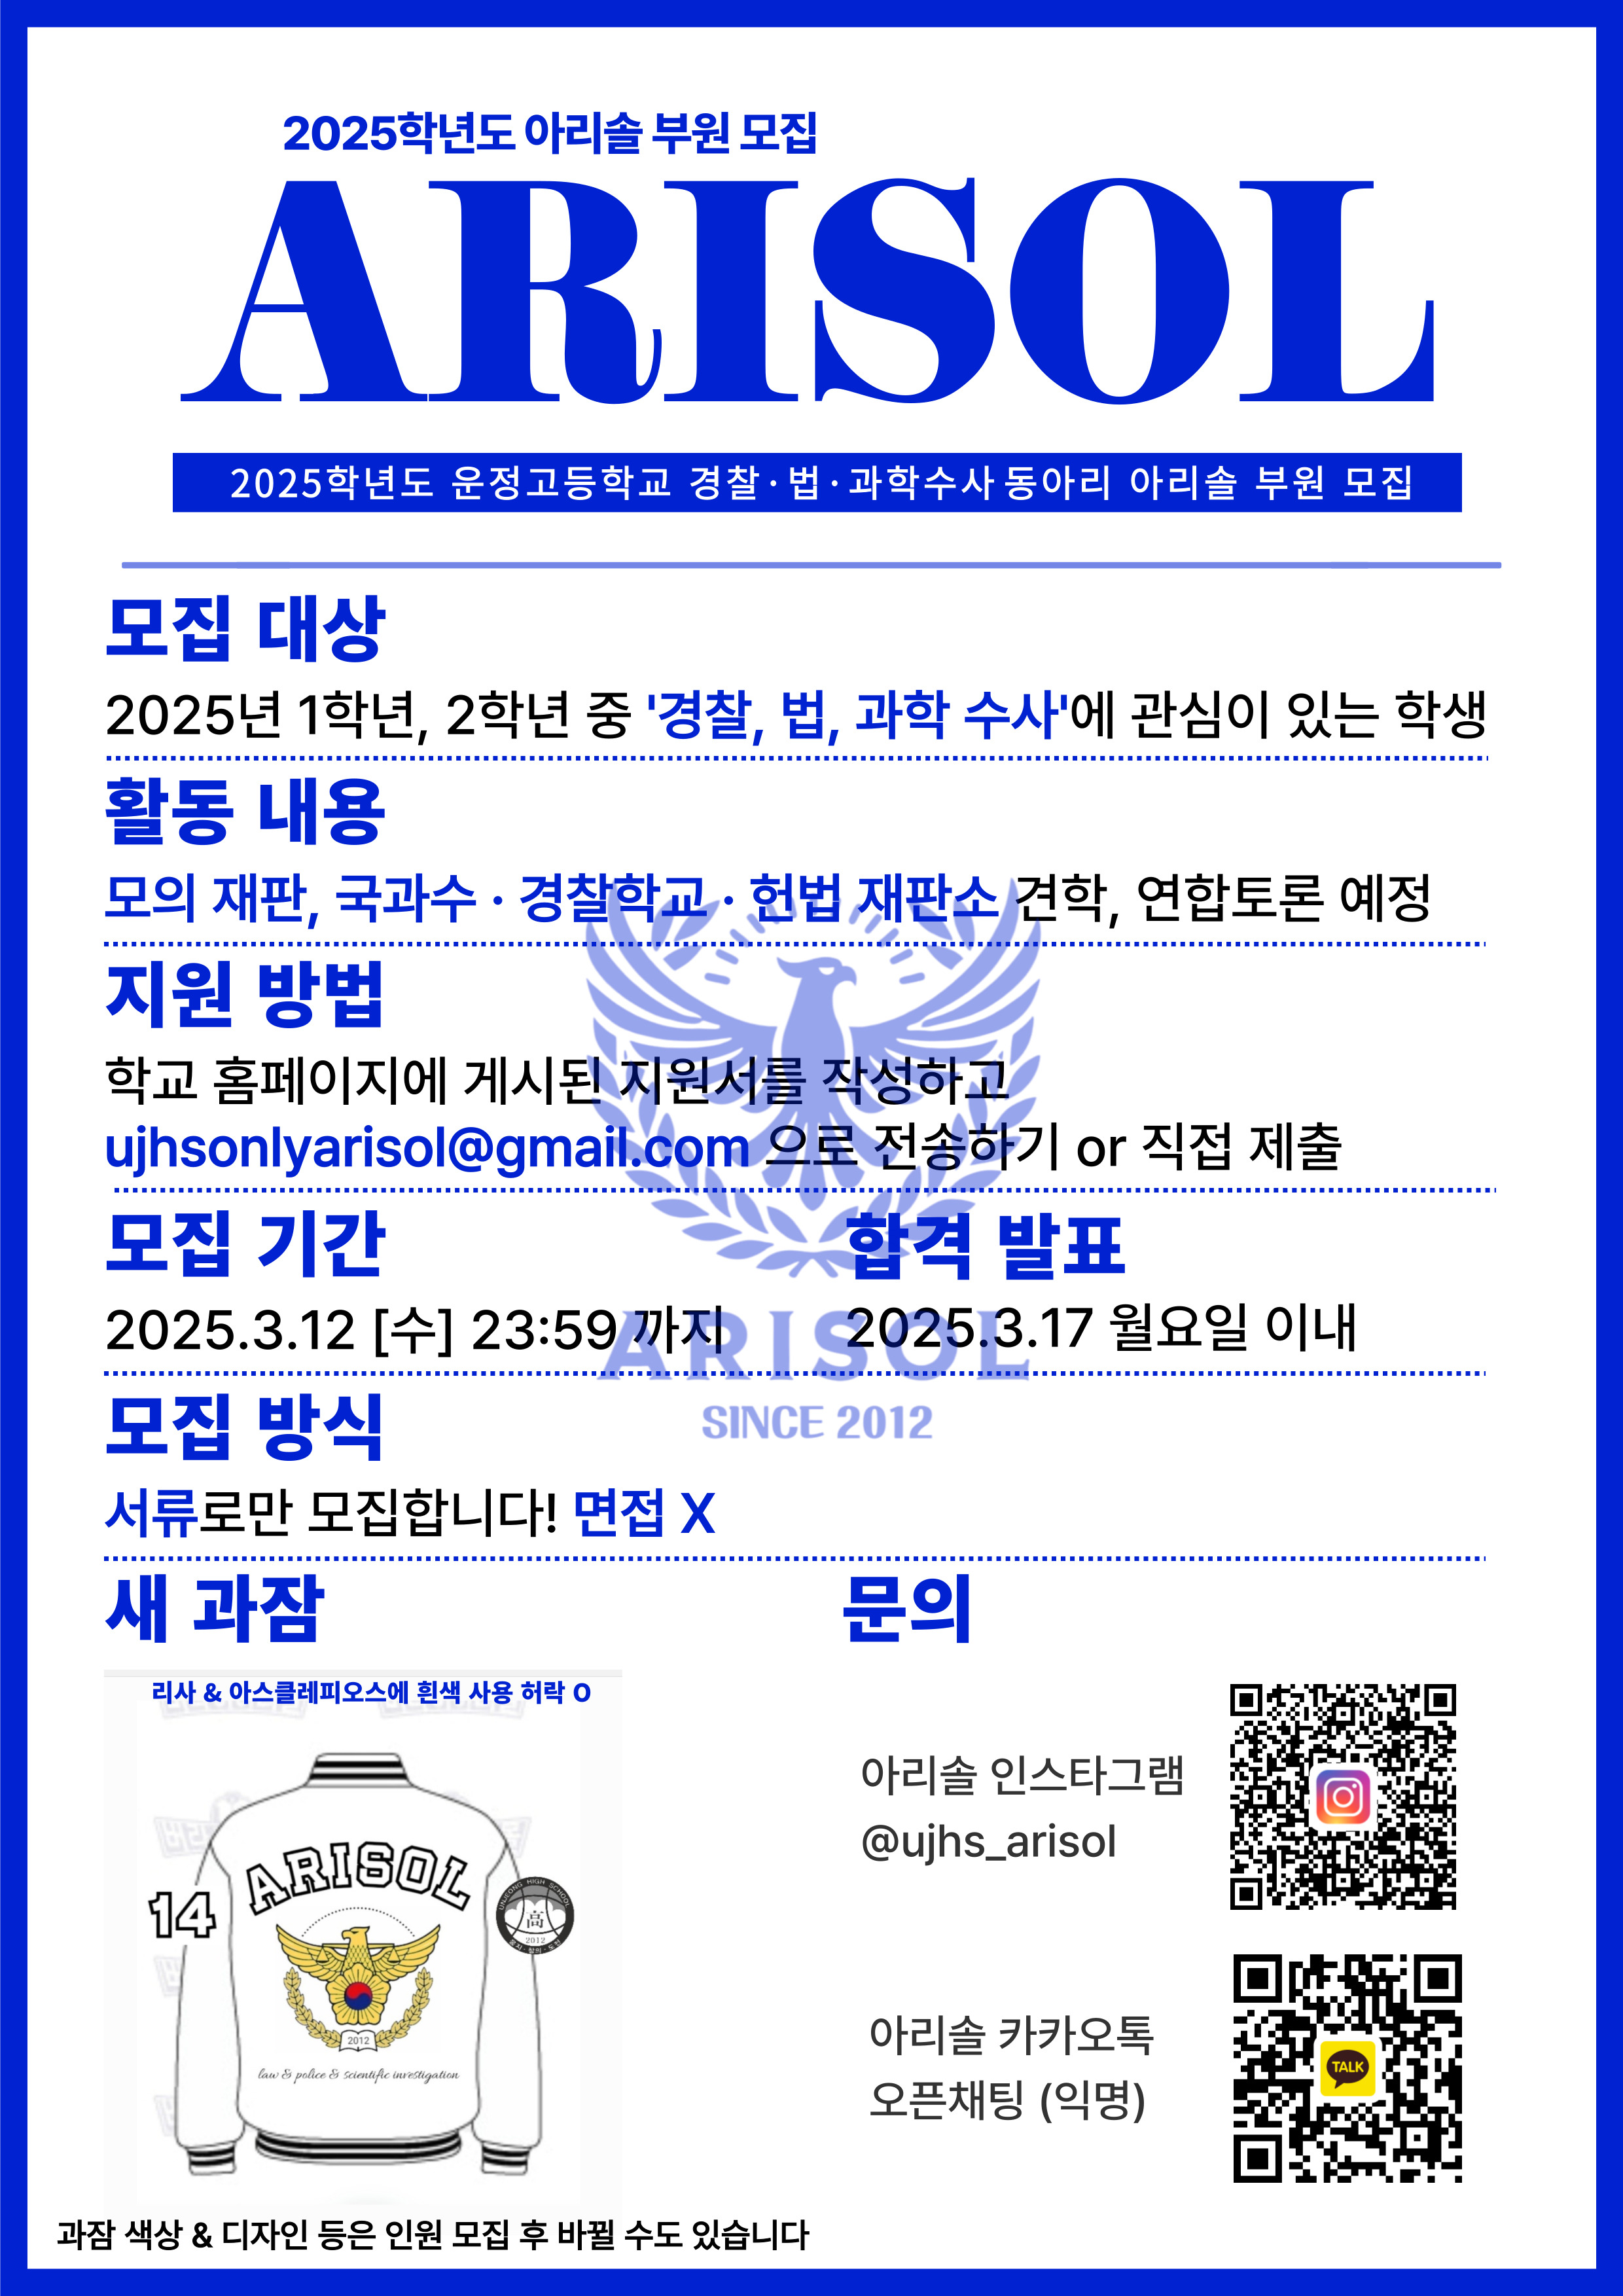 2025학년도 아리솔 부원 모집
ARISOL
2025학년도 운정고등학교 경찰·법·과학수사 동아리 아리솔 부원 모집
모집 대상
2025년 1학년, 2학년 중 '경찰, 법, 과학 수사'에 관심이 있는 학생
활동 내용
모의 재판, 국과수 · 경찰학교 · 헌법 재판소 견학, 연합토론 예정
지원 방법
학교 홈페이지에 게시된 지원서를 작성하고
ujhsonlyarisol@gmail.com 으로 전송하기 or 직접 제출
모집 기간
2025.3.12 [수] 23:59 까지
합격 발표
2025.3.17 월요일 이내
ARISOL
SINCE 2012
모집 방식
서류로만 모집합니다! 면접 X
새 과잠
리사 & 아스클레피오스에 흰색 사용 허락 O
ARISOL
14
高
2012
2012
law & police & scientific investigation
과잠 색상 & 디자인 등은 인원 모집 후 바뀔 수도 있습니다
문의
아리솔 인스타그램
@ujhs_arisol
아리솔 카카오톡
오픈채팅 (익명)
TALK